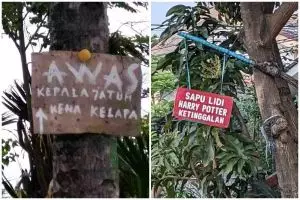 AWAS
KEPALA JATUH
KENA KELAPA
SAPU LIDI
HARRY POTTER
KETINGGALAN